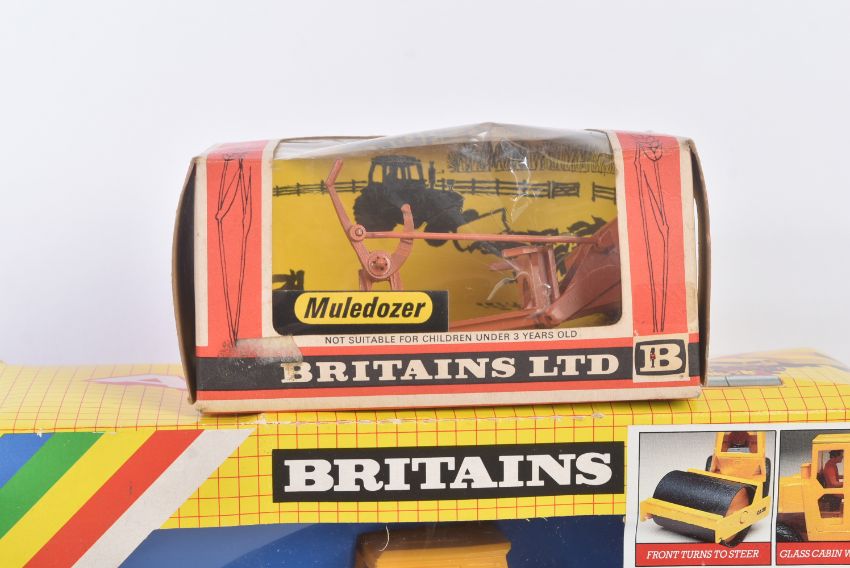 Muledozer
NOT SUITABLE FOR CHILDREN UNDER 3 YEARS OLD
BRITAINS LTD
B
BRITAINS
FRONT TURNS TO STEER
GLASS CABIN W